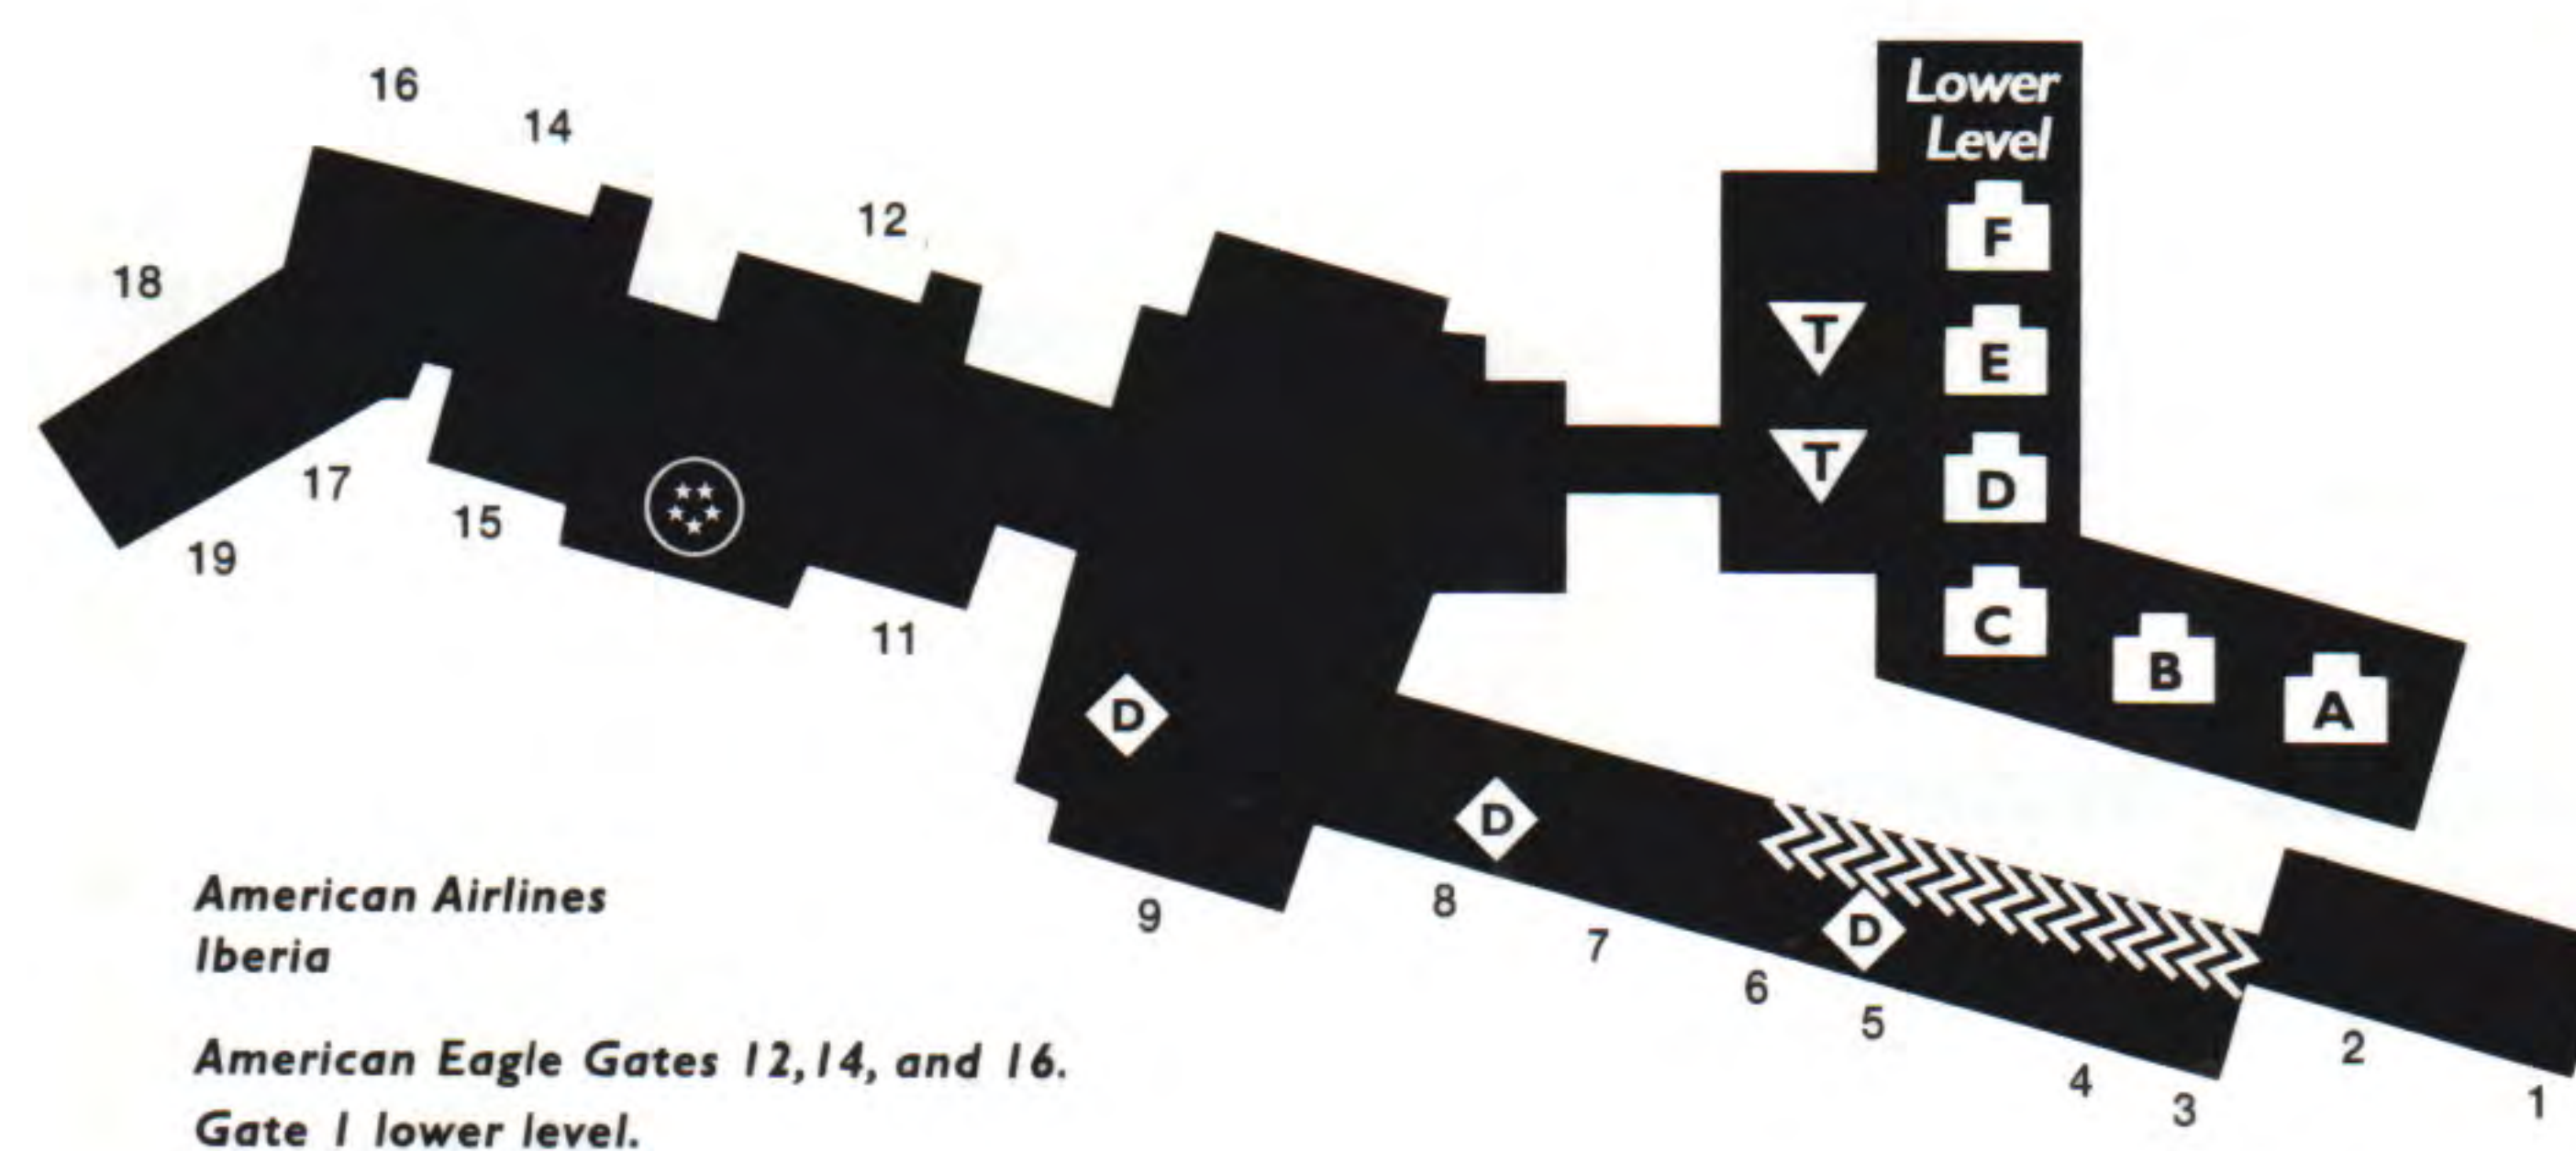 16
14
12
18
17
15
19
11
Lower
Level
F
T
E
T
D
C
B
A
D
D
D
9
8
7
6
5
4
3
2
1
American Airlines
Iberia
American Eagle Gates 12,14, and 16.
Gate 1 lower level.